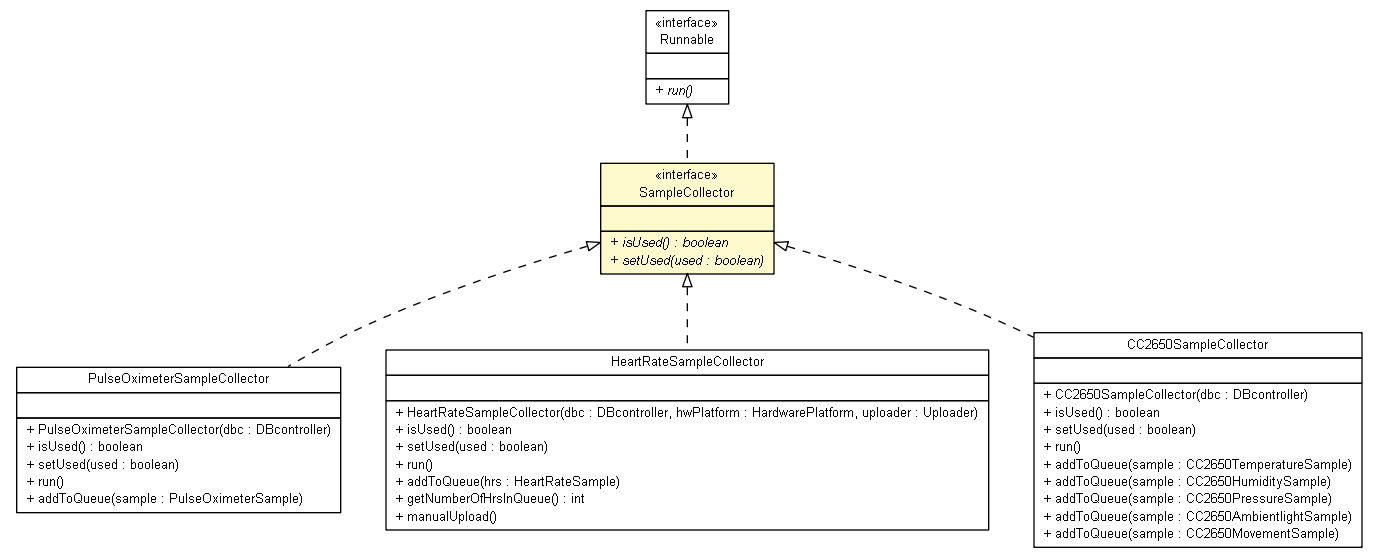 «interface»
Runnable
+ run()
«interface»
SampleCollector
+ isUsed() : boolean
+ setUsed(used : boolean)
PulseOximeterSampleCollector
+ PulseOximeterSampleCollector(dbc : DBcontroller)
+ isUsed() : boolean
+ setUsed(used : boolean)
+ run()
+ addToQueue(sample : PulseOximeterSample)
HeartRateSampleCollector
+ HeartRateSampleCollector(dbc : DBcontroller, hwPlatform : HardwarePlatform, uploader : Uploader)
+ isUsed() : boolean
+ setUsed(used : boolean)
+ run()
+ addToQueue(hrs : HeartRateSample)
+ getNumberOfHrsInQueue() : int
+ manualUpload()
CC2650SampleCollector
+ CC2650SampleCollector(dbc : DBcontroller)
+ isUsed() : boolean
+ setUsed(used : boolean)
+ run()
+ addToQueue(sample : CC2650TemperatureSample)
+ addToQueue(sample : CC2650HumiditySample)
+ addToQueue(sample : CC2650PressureSample)
+ addToQueue(sample : CC2650AmbientlightSample)
+ addToQueue(sample : CC2650MovementSample)